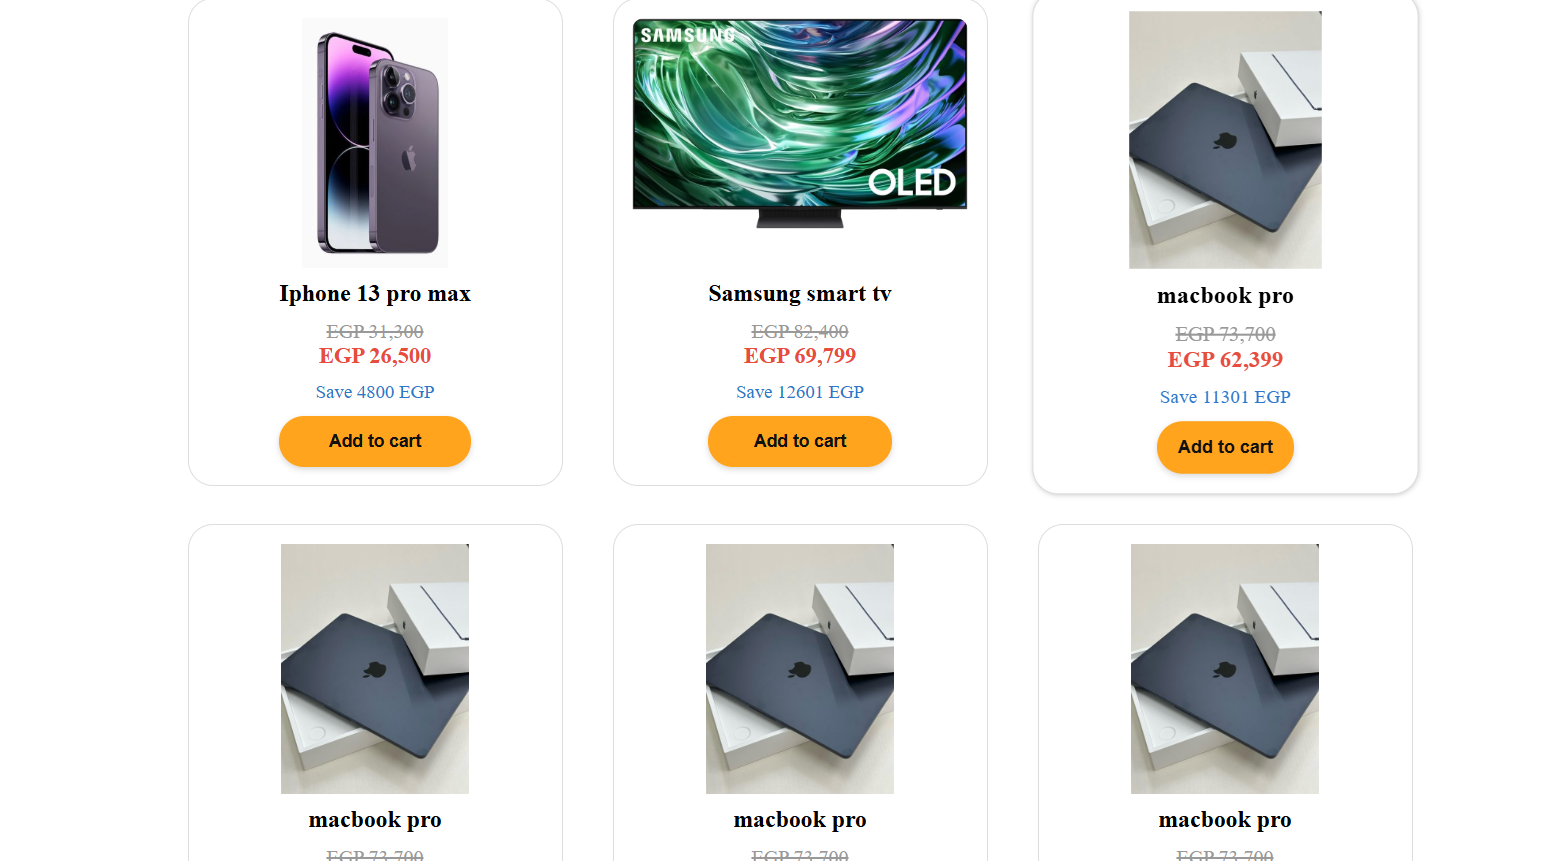 SAMSUNG
OLED
Iphone 13 pro max
EGP 31,300
EGP 26,500
Save 4800 EGP
Add to cart
Samsung smart tv
EGP 82,400
EGP 69,799
Save 12601 EGP
Add to cart
macbook pro
EGP 73,700
EGP 62,399
Save 11301 EGP
Add to cart
macbook pro
EGP 73,700
macbook pro
EGP 73,700
macbook pro
EGP 73,700